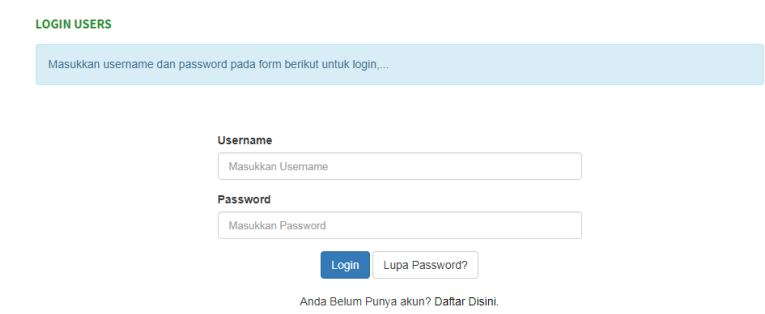 LOGIN USERS
Masukkan username dan password pada form berikut untuk login,...
Username
Masukkan Username
Password
Masukkan Password
Login Lupa Password?
Anda Belum Punya akun? Daftar Disini.